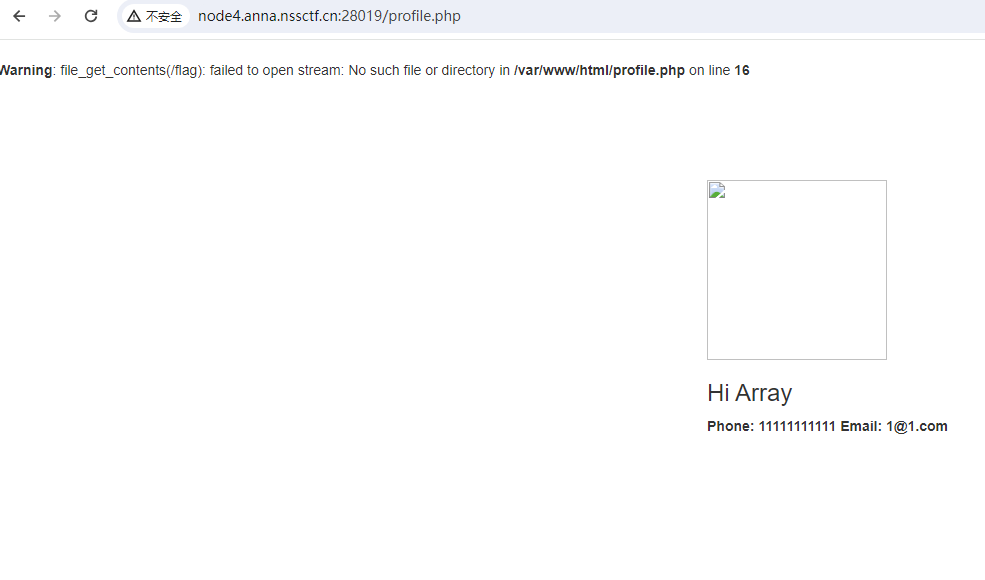 不安全 node4.anna.nssctf.cn:28019/profile.php
Warning: file_get_contents(/flag): failed to open stream: No such file or directory in /var/www/html/profile.php on line 16
Hi Array
Phone: 11111111111 Email: 1@1.com